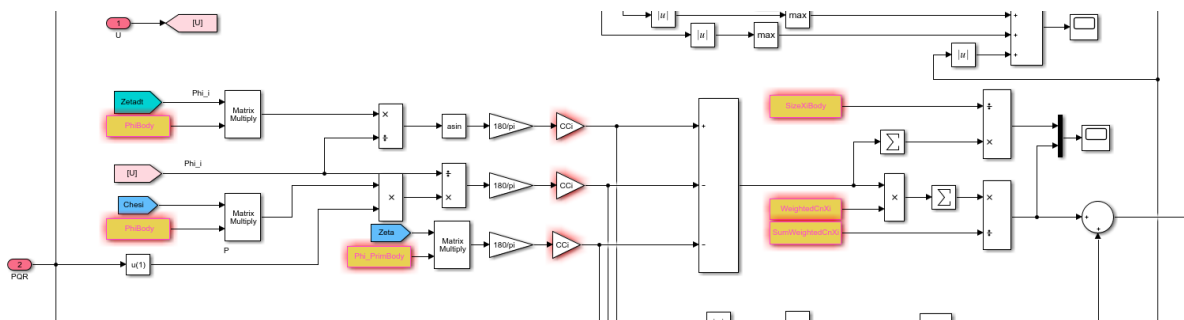 1
U
[U]
|u|
max
|u|
max
|u|
Zetadt
Phi_i
PhiBody
Matrix
Multiply
×
÷
asin
180/pi
CCi
+
SizeXiBody
÷
×
Σ
[U]
Phi_i
÷
×
180/pi
CCi
−
Chesi
PhiBody
Matrix
Multiply
P
×
Zeta
Phi_PrimBody
Matrix
Multiply
180/pi
CCi
−
WeightedCnXi
SumWeightedCnXi
×
Σ
×
÷
+
+
2
PQR
u(1)